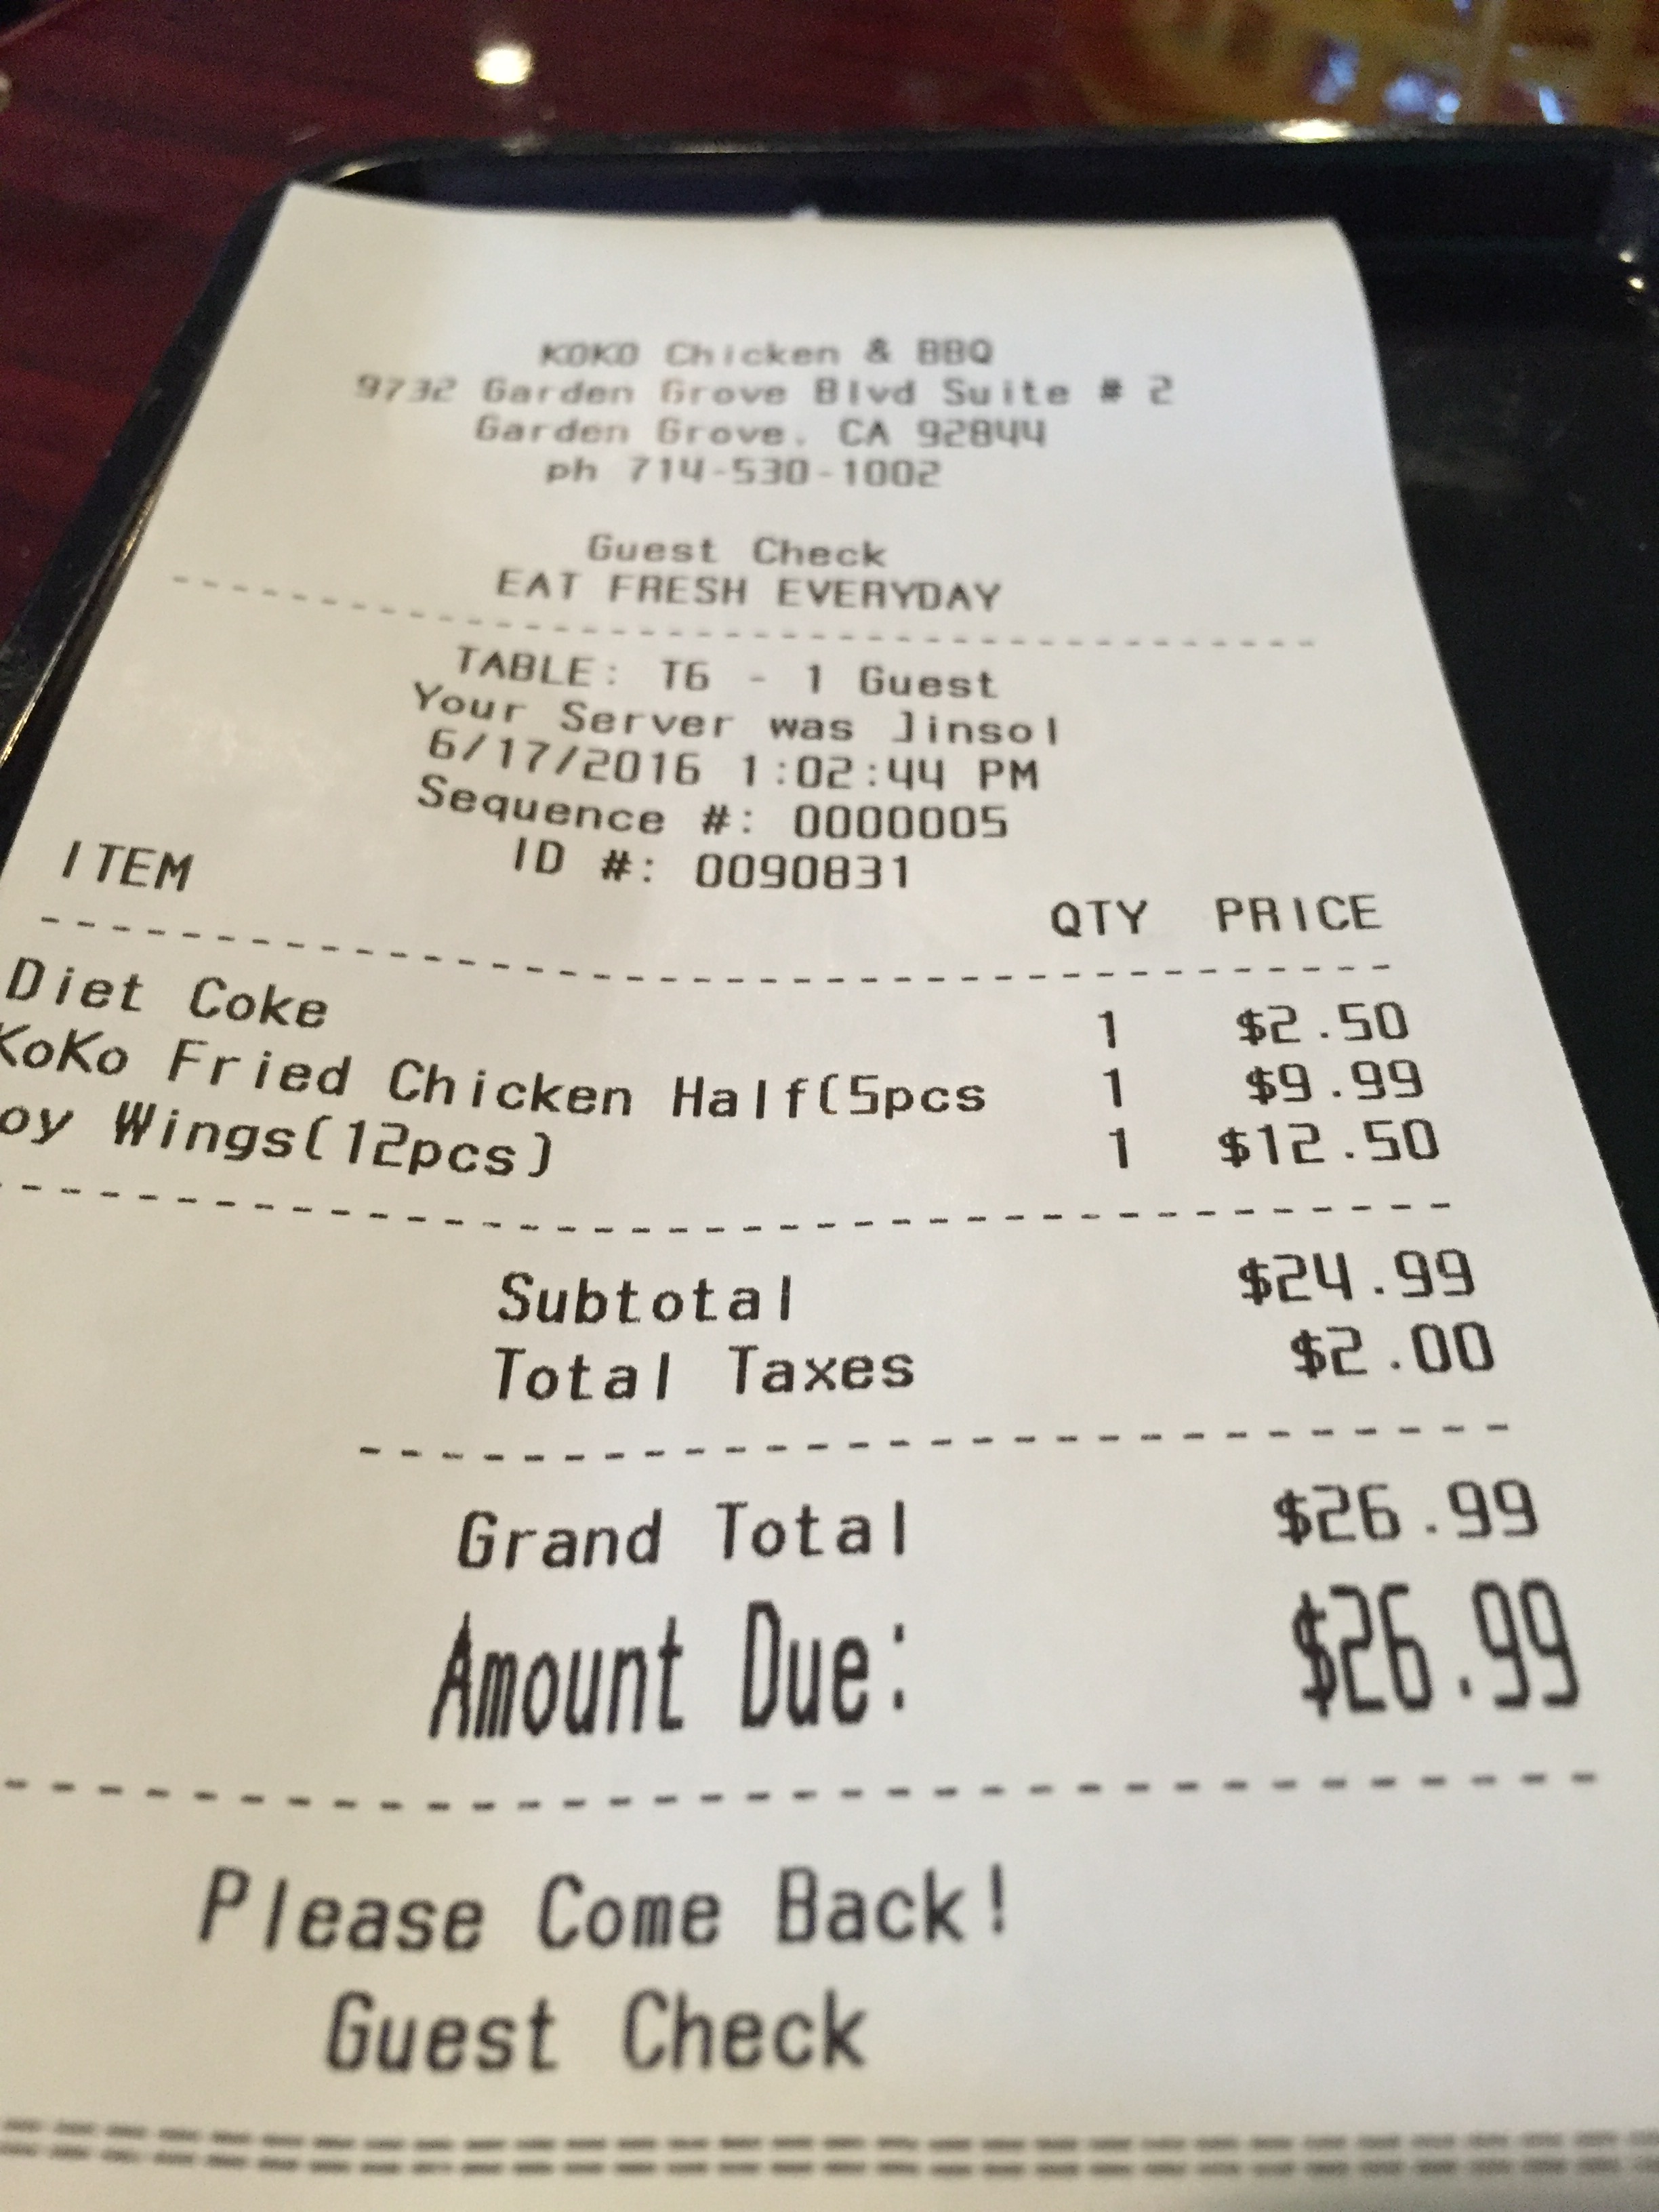 KOKO Chicken & BBQ
9732 Garden Grove Blvd Suite # 2
Garden Grove, CA 92844
ph 714-530-1002
Guest Check
EAT FRESH EVERYDAY
TABLE: T6 - 1 Guest
Your Server was Jinsol
6/17/2016 1:02:44 PM
Sequence #: 0000005
ID #: 0090831
ITEM QTY PRICE
Diet Coke 1 $2.50
KoKo Fried Chicken Half(5pcs 1 $9.99
oy Wings(12pcs) 1 $12.50
Subtotal $24.99
Total Taxes $2.00
Grand Total $26.99
Amount Due: $26.99
Please Come Back!
Guest Check